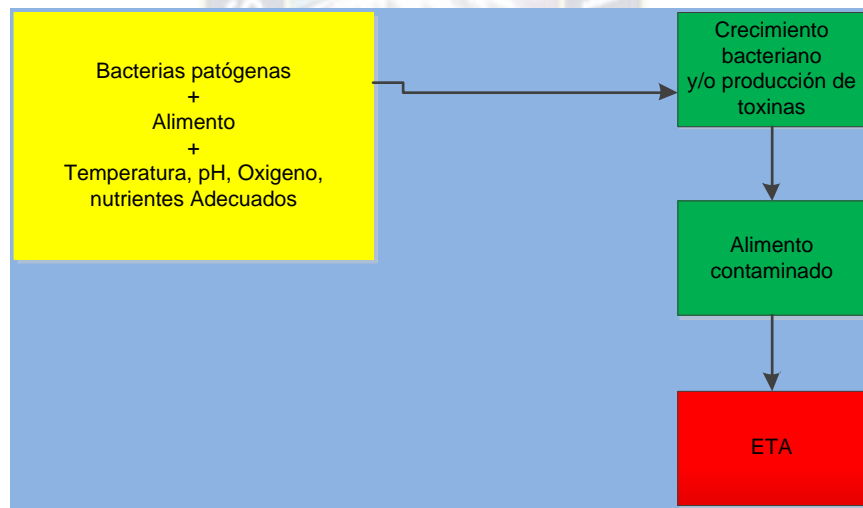 Bacterias patógenas
+
Alimento
+
Temperatura, pH, Oxigeno,
nutrientes Adecuados
Crecimiento
bacteriano
y/o producción de
toxinas
Alimento
contaminado
ETA